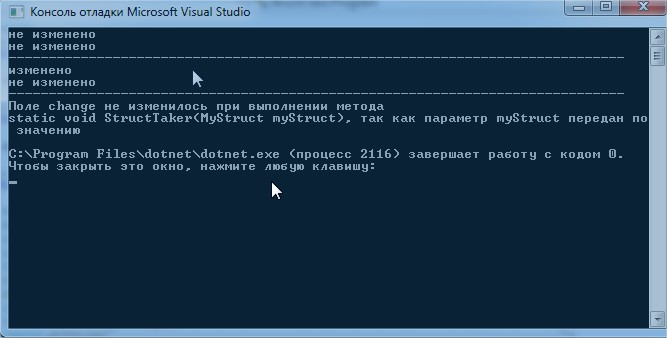 Консоль отладки Microsoft Visual Studio
не изменено
не изменено
--------------------------------------------------------------------------------
изменено
не изменено
--------------------------------------------------------------------------------
Поле change не изменилось при выполнении метода
static void StructTaker(MyStruct myStruct), так как параметр myStruct передан по
значению
C:\Program Files\dotnet\dotnet.exe (процесс 2116) завершает работу с кодом 0.
Чтобы закрыть это окно, нажмите любую клавишу: